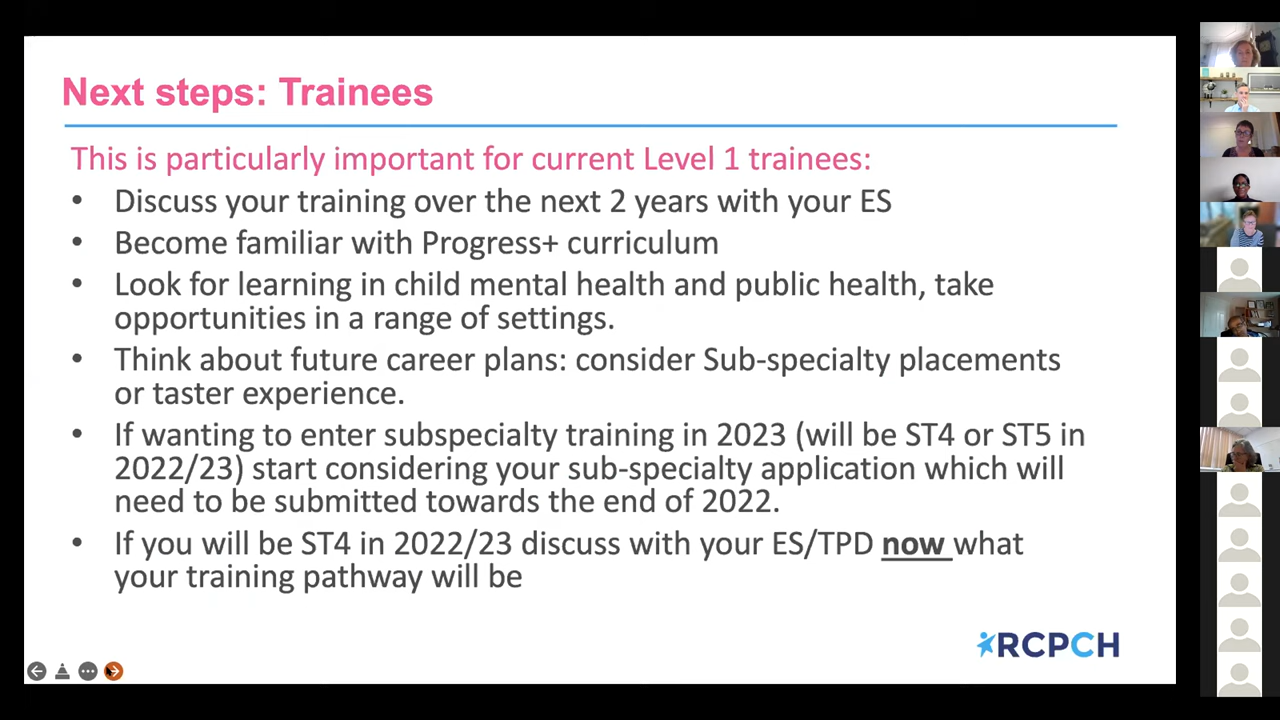 Next steps: Trainees
This is particularly important for current Level 1 trainees:
• Discuss your training over the next 2 years with your ES
• Become familiar with Progress+ curriculum
• Look for learning in child mental health and public health, take
opportunities in a range of settings.
• Think about future career plans: consider Sub-specialty placements
or taster experience.
• If wanting to enter subspecialty training in 2023 (will be ST4 or ST5 in
2022/23) start considering your sub-specialty application which will
need to be submitted towards the end of 2022.
• If you will be ST4 in 2022/23 discuss with your ES/TPD now what
your training pathway will be
RCPCH